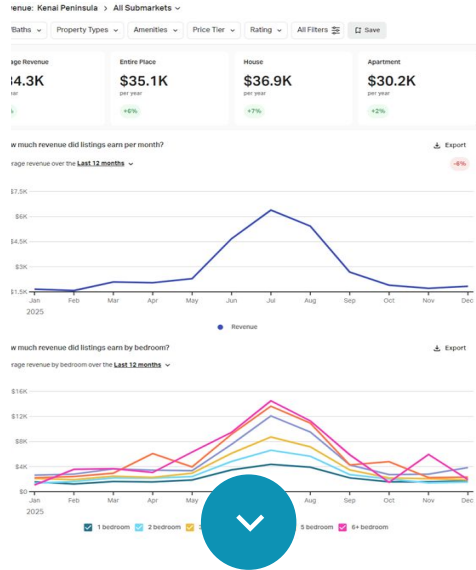 venue: Kenai Peninsula > All Submarkets
Baths Property Types Amenities Price Tier Rating All Filters Save
age Revenue Entire Place House Apartment
$35.1K $36.9K $30.2K
4.3K
per year per year per year
+6% +7% +2%
w much revenue did listings earn per month? Export
rage revenue over the Last 12 months -6%
$7.5K
$6K
$4.5K
$3K
$1.5K
Jan Feb Mar Apr May Jun Jul Aug Sep Oct Nov Dec
2025
Revenue
w much revenue did listings earn by bedroom? Export
rage revenue by bedroom over the Last 12 months
$16K
$12K
$8K
$4K
$0
Jan Feb Mar Apr May Jun Jul Aug Sep Oct Nov Dec
2025
1 bedroom 2 bedroom 5 bedroom 6+ bedroom